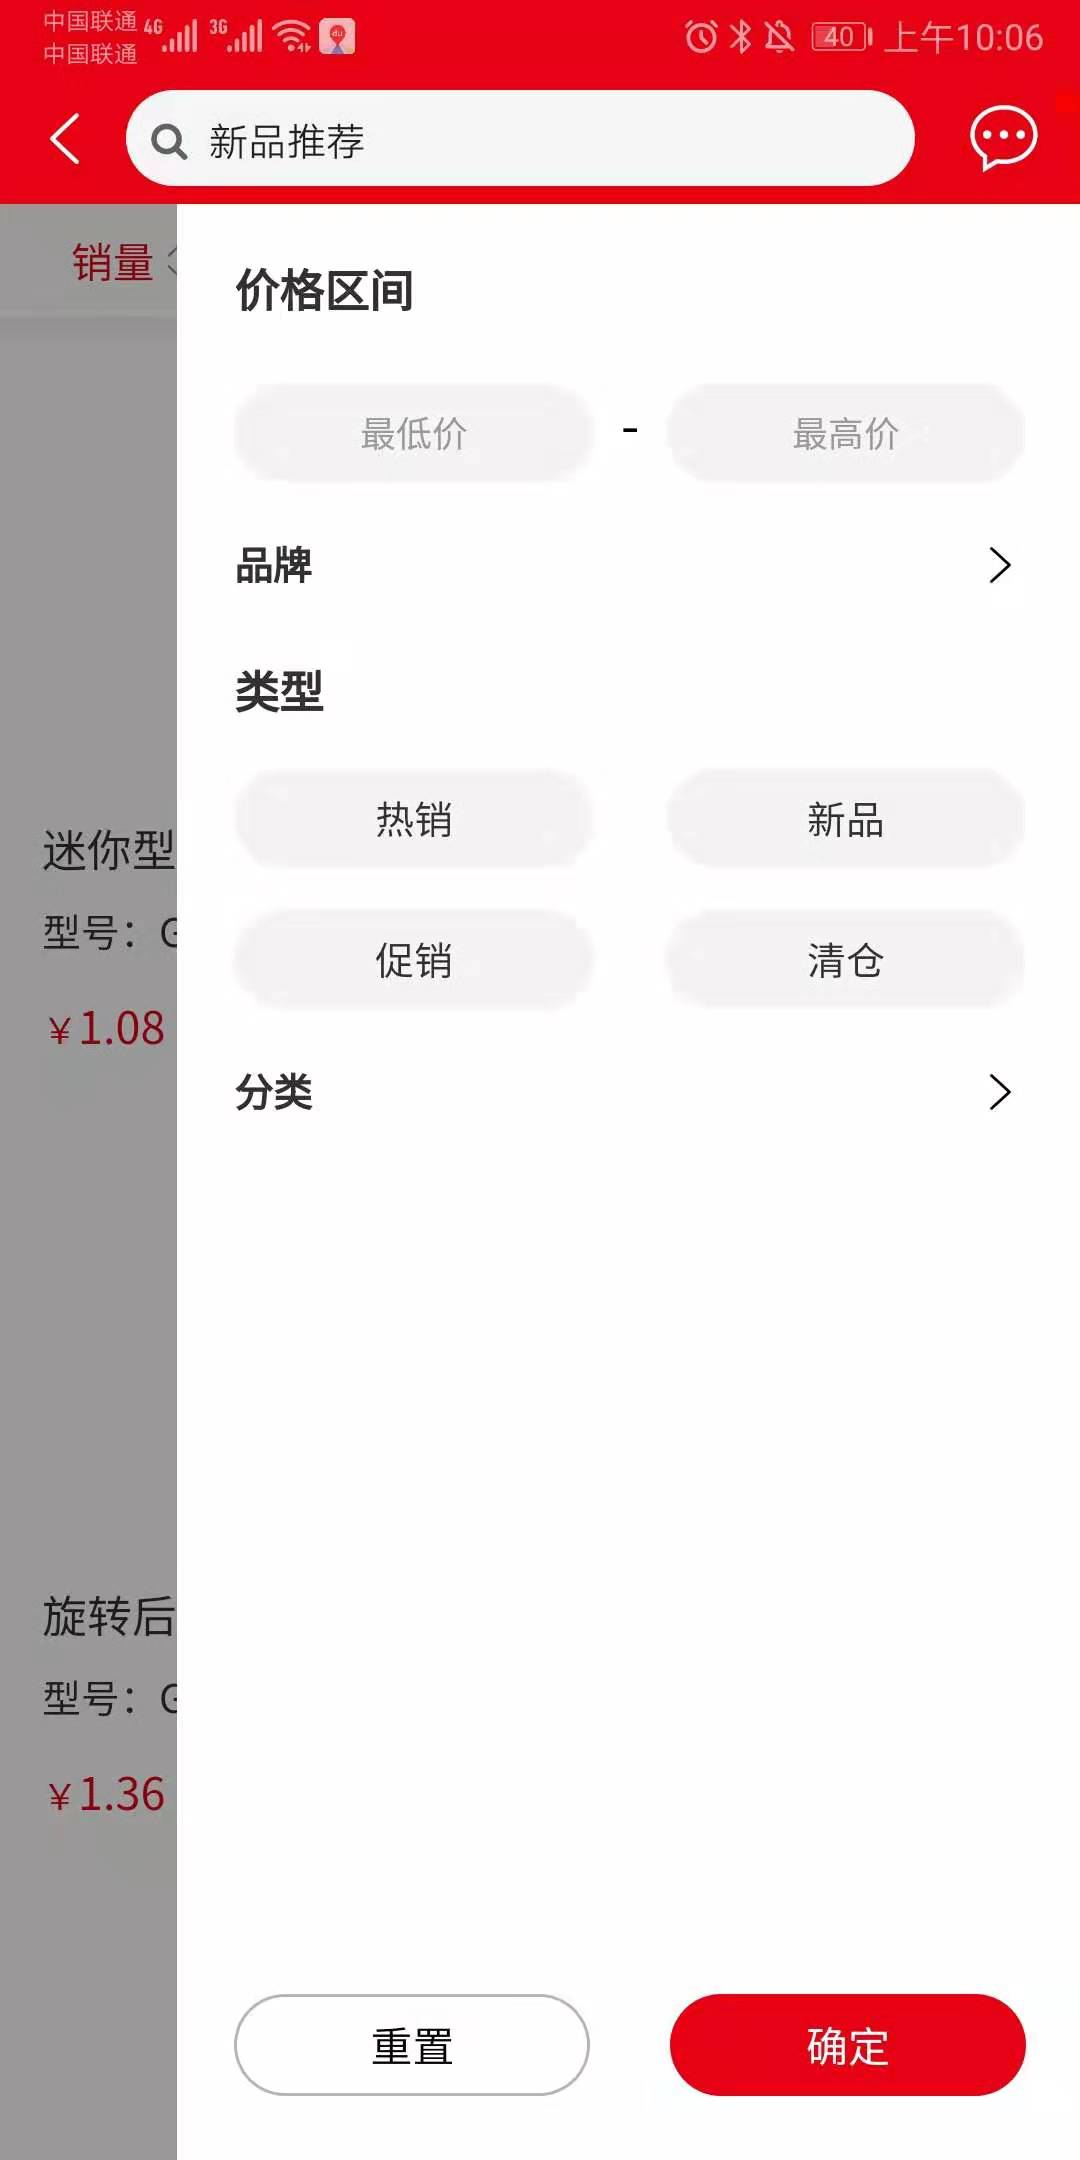 中国联通 4G 3G
中国联通
40 上午10:06
新品推荐
销量
价格区间
最低价 - 最高价
品牌
类型
热销 新品
促销 清仓
分类
迷你型
型号：G
¥1.08
旋转后
型号：G
¥1.36
重置 确定